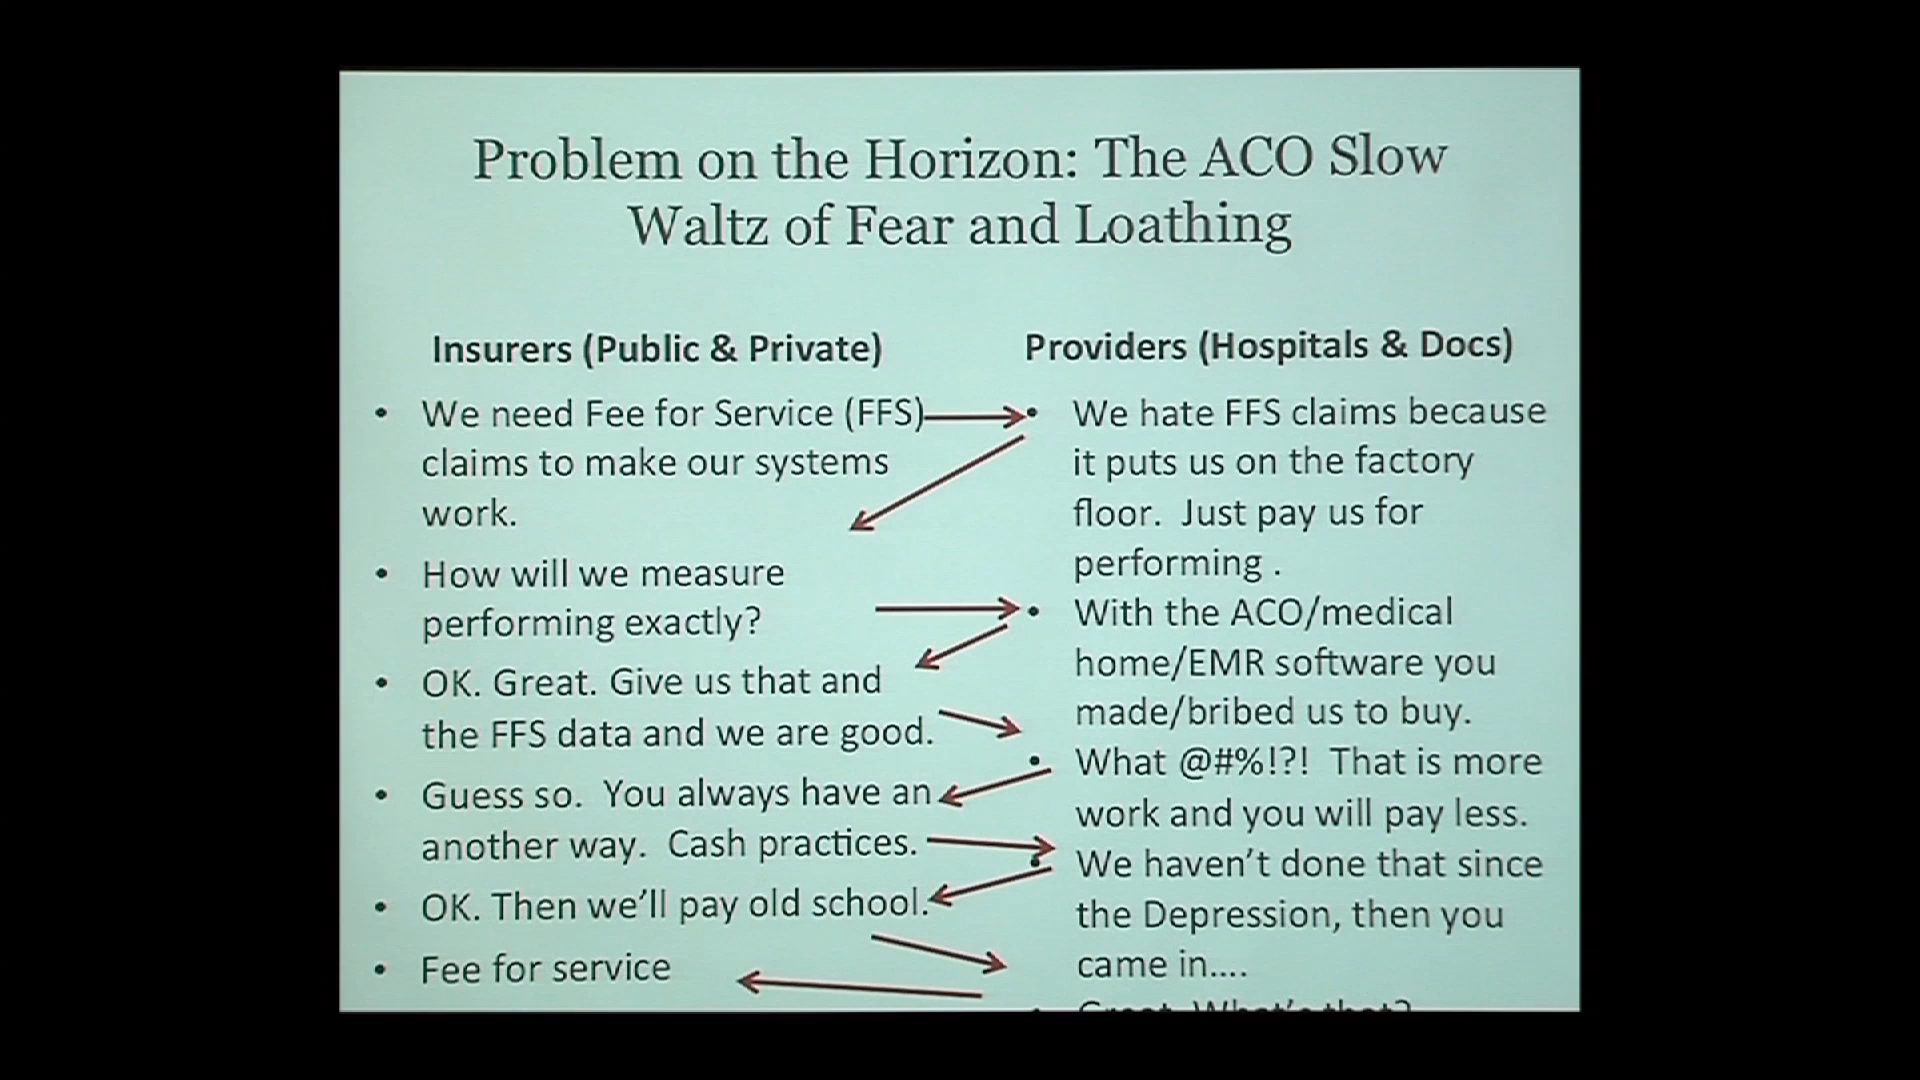 Problem on the Horizon: The ACO Slow
Waltz of Fear and Loathing
Insurers (Public & Private)
• We need Fee for Service (FFS)
claims to make our systems
work.
• How will we measure
performing exactly?
• OK. Great. Give us that and
the FFS data and we are good.
• Guess so. You always have an
another way. Cash practices.
• OK. Then we'll pay old school.
• Fee for service
Providers (Hospitals & Docs)
• We hate FFS claims because
it puts us on the factory
floor. Just pay us for
performing .
• With the ACO/medical
home/EMR software you
made/bribed us to buy.
• What @#%!?! That is more
work and you will pay less.
• We haven't done that since
the Depression, then you
came in....
• Great. What's that?